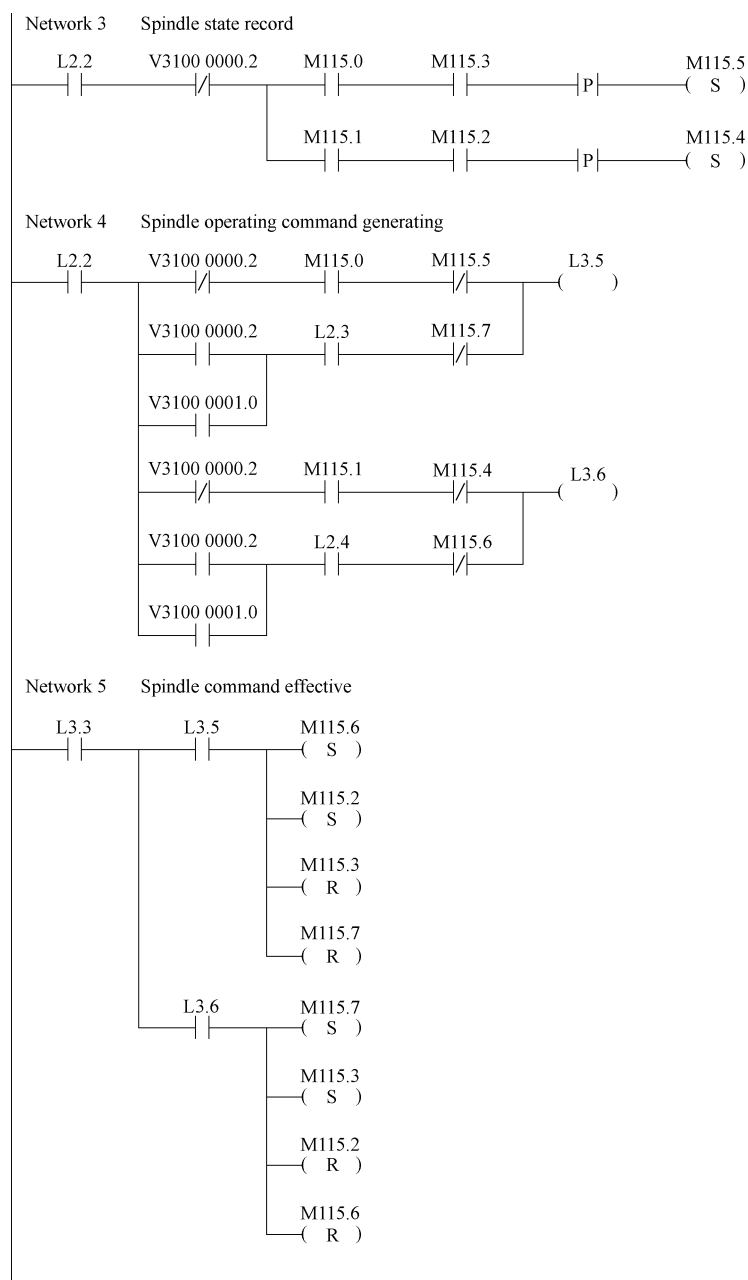 Network 3 Spindle state record
L2.2 V3100 0000.2 M115.0 M115.3 M115.5
P ( S )
M115.1 M115.2 M115.4
P ( S )
Network 4 Spindle operating command generating
L2.2 V3100 0000.2 M115.0 M115.5 L3.5
( )
V3100 0000.2 L2.3 M115.7
V3100 0001.0
V3100 0000.2 M115.1 M115.4 L3.6
( )
V3100 0000.2 L2.4 M115.6
V3100 0001.0
Network 5 Spindle command effective
L3.3 L3.5 M115.6
( S )
M115.2
( S )
M115.3
( R )
M115.7
( R )
L3.6 M115.7
( S )
M115.3
( S )
M115.2
( R )
M115.6
( R )